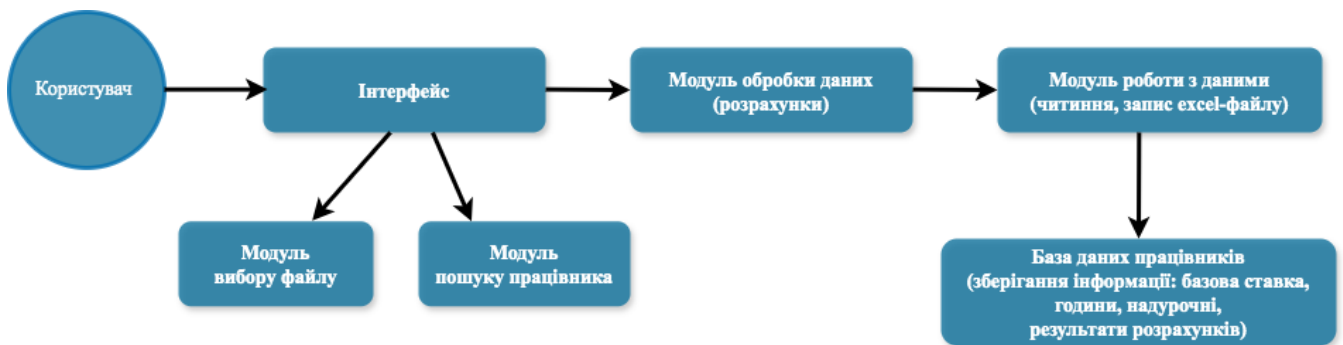 Користувач
Інтерфейс
Модуль обробки даних
(розрахунки)
Модуль роботи з даними
(читиння, запис excel-файлу)
Модуль
вибору файлу
Модуль
пошуку працівника
База даних працівників
(зберігання інформації: базова ставка,
години, надурочні,
результати розрахунків)